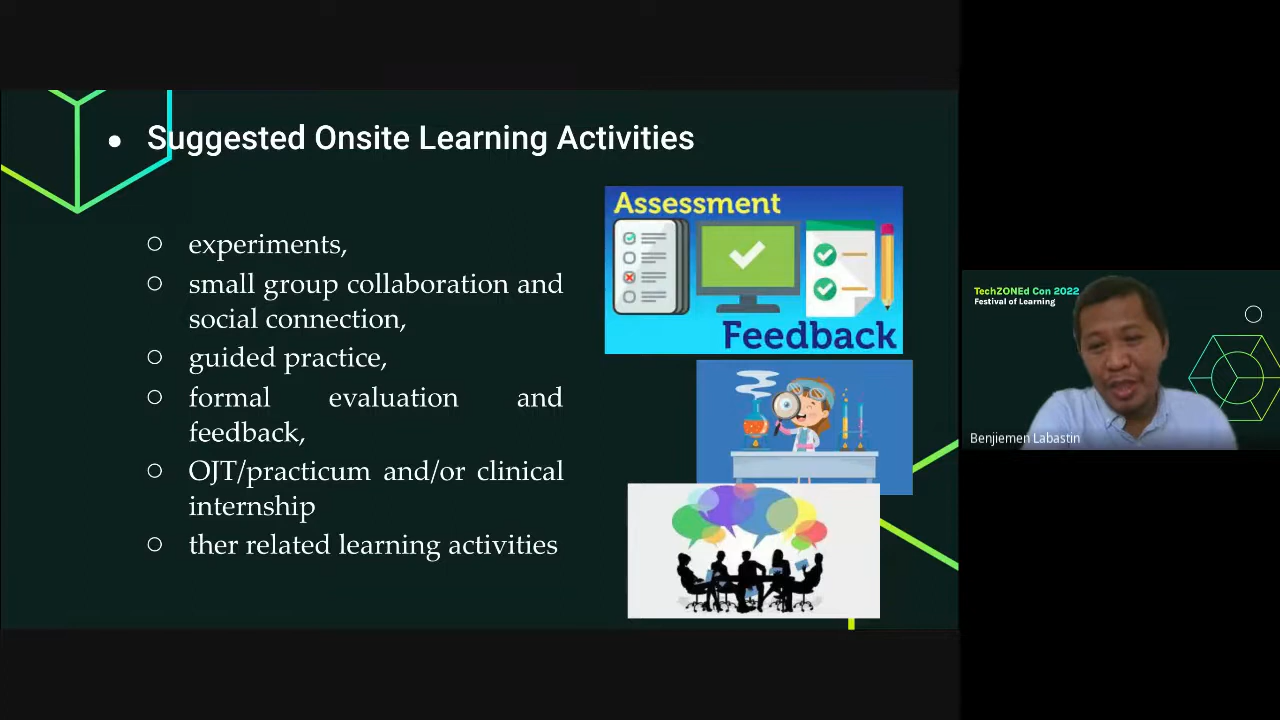 Suggested Onsite Learning Activities
experiments,
small group collaboration and
social connection,
guided practice,
formal evaluation and
feedback,
OJT/practicum and/or clinical
internship
ther related learning activities
Assessment
Feedback
TechZONEd Con 2022
Festival of Learning
Benjiemen Labastin